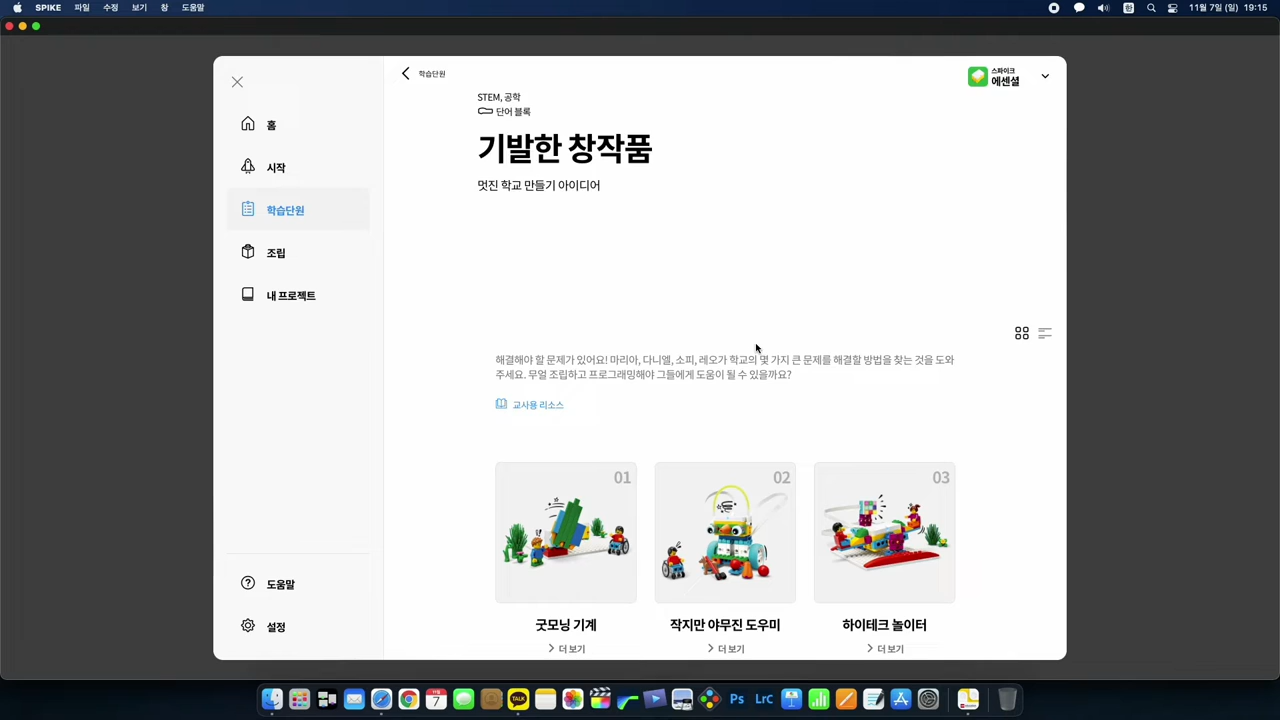 SPIKE 파일 수정 보기 창 도움말
한 11월 7일 (일) 19:15
학습단원
스파이크
에센셜
홈
시작
학습단원
조립
내 프로젝트
도움말
설정
STEM, 공학
단어 블록
기발한 창작품
멋진 학교 만들기 아이디어
해결해야 할 문제가 있어요! 마리아, 다니엘, 소피, 레오가 학교의 몇 가지 큰 문제를 해결할 방법을 찾는 것을 도와
주세요. 무얼 조립하고 프로그래밍해야 그들에게 도움이 될 수 있을까요?
교사용 리소스
01 02 03
굿모닝 기계 작지만 야무진 도우미 하이테크 놀이터
더 보기 더 보기 더 보기
11월
7
TALK
Ps
LrC